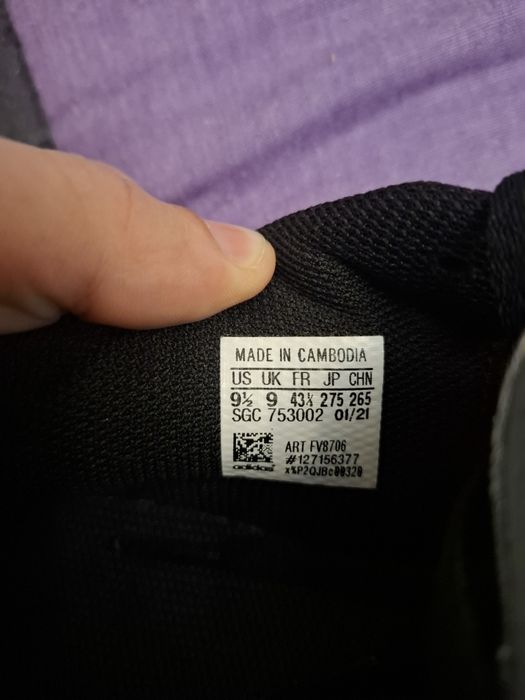 MADE IN CAMBODIA
US UK FR JP CHN
9½ 9 43⅓ 275 265
SGC 753002 01/21
ART FV8706
#127156377
adidas